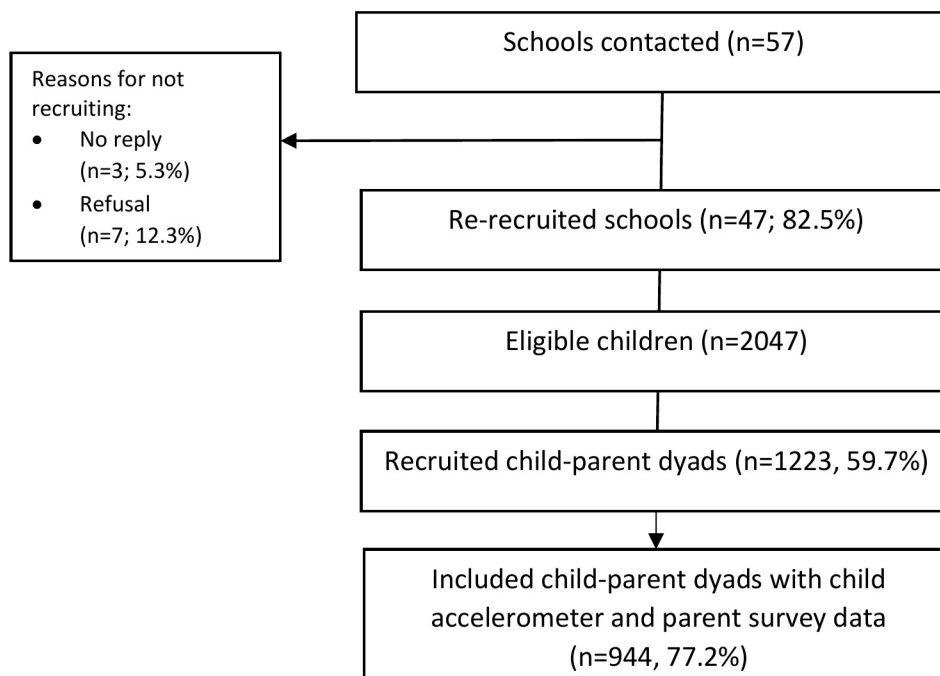 Schools contacted (n=57)
Reasons for not
recruiting:
• No reply
(n=3; 5.3%)
• Refusal
(n=7; 12.3%)
Re-recruited schools (n=47; 82.5%)
Eligible children (n=2047)
Recruited child-parent dyads (n=1223, 59.7%)
Included child-parent dyads with child
accelerometer and parent survey data
(n=944, 77.2%)